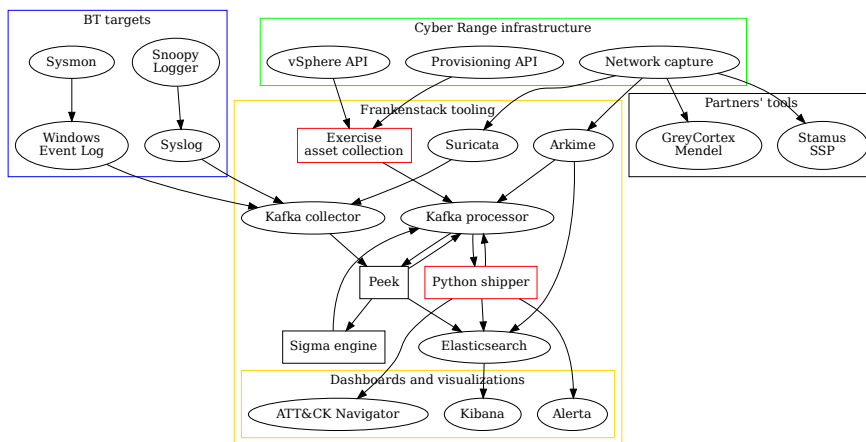 BT targets
Sysmon
Snoopy
Logger
Windows
Event Log
Syslog
Cyber Range infrastructure
vSphere API
Provisioning API
Network capture
Partners' tools
GreyCortex
Mendel
Stamus
SSP
Frankenstack tooling
Exercise
asset collection
Suricata
Arkime
Kafka collector
Kafka processor
Peek
Python shipper
Sigma engine
Elasticsearch
Dashboards and visualizations
ATT&CK Navigator
Kibana
Alerta